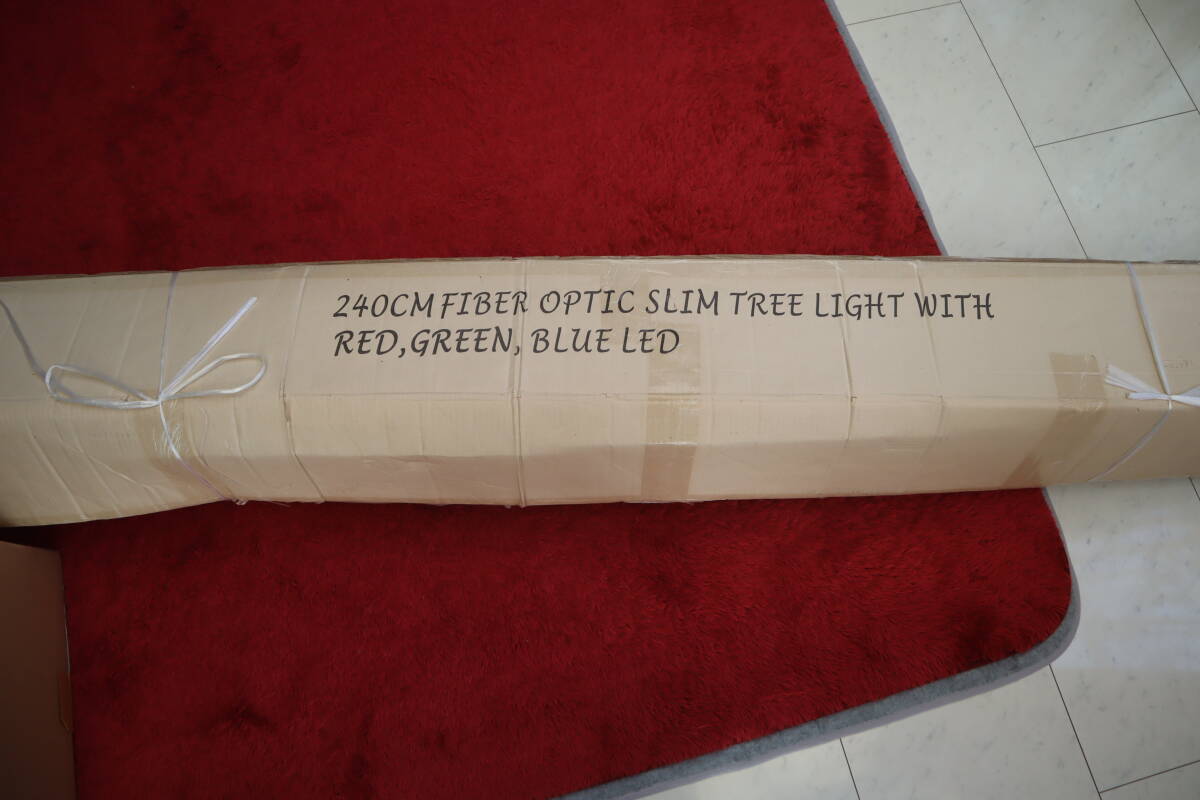 240CM FIBER OPTIC SLIM TREE LIGHT WITH
RED, GREEN, BLUE LED